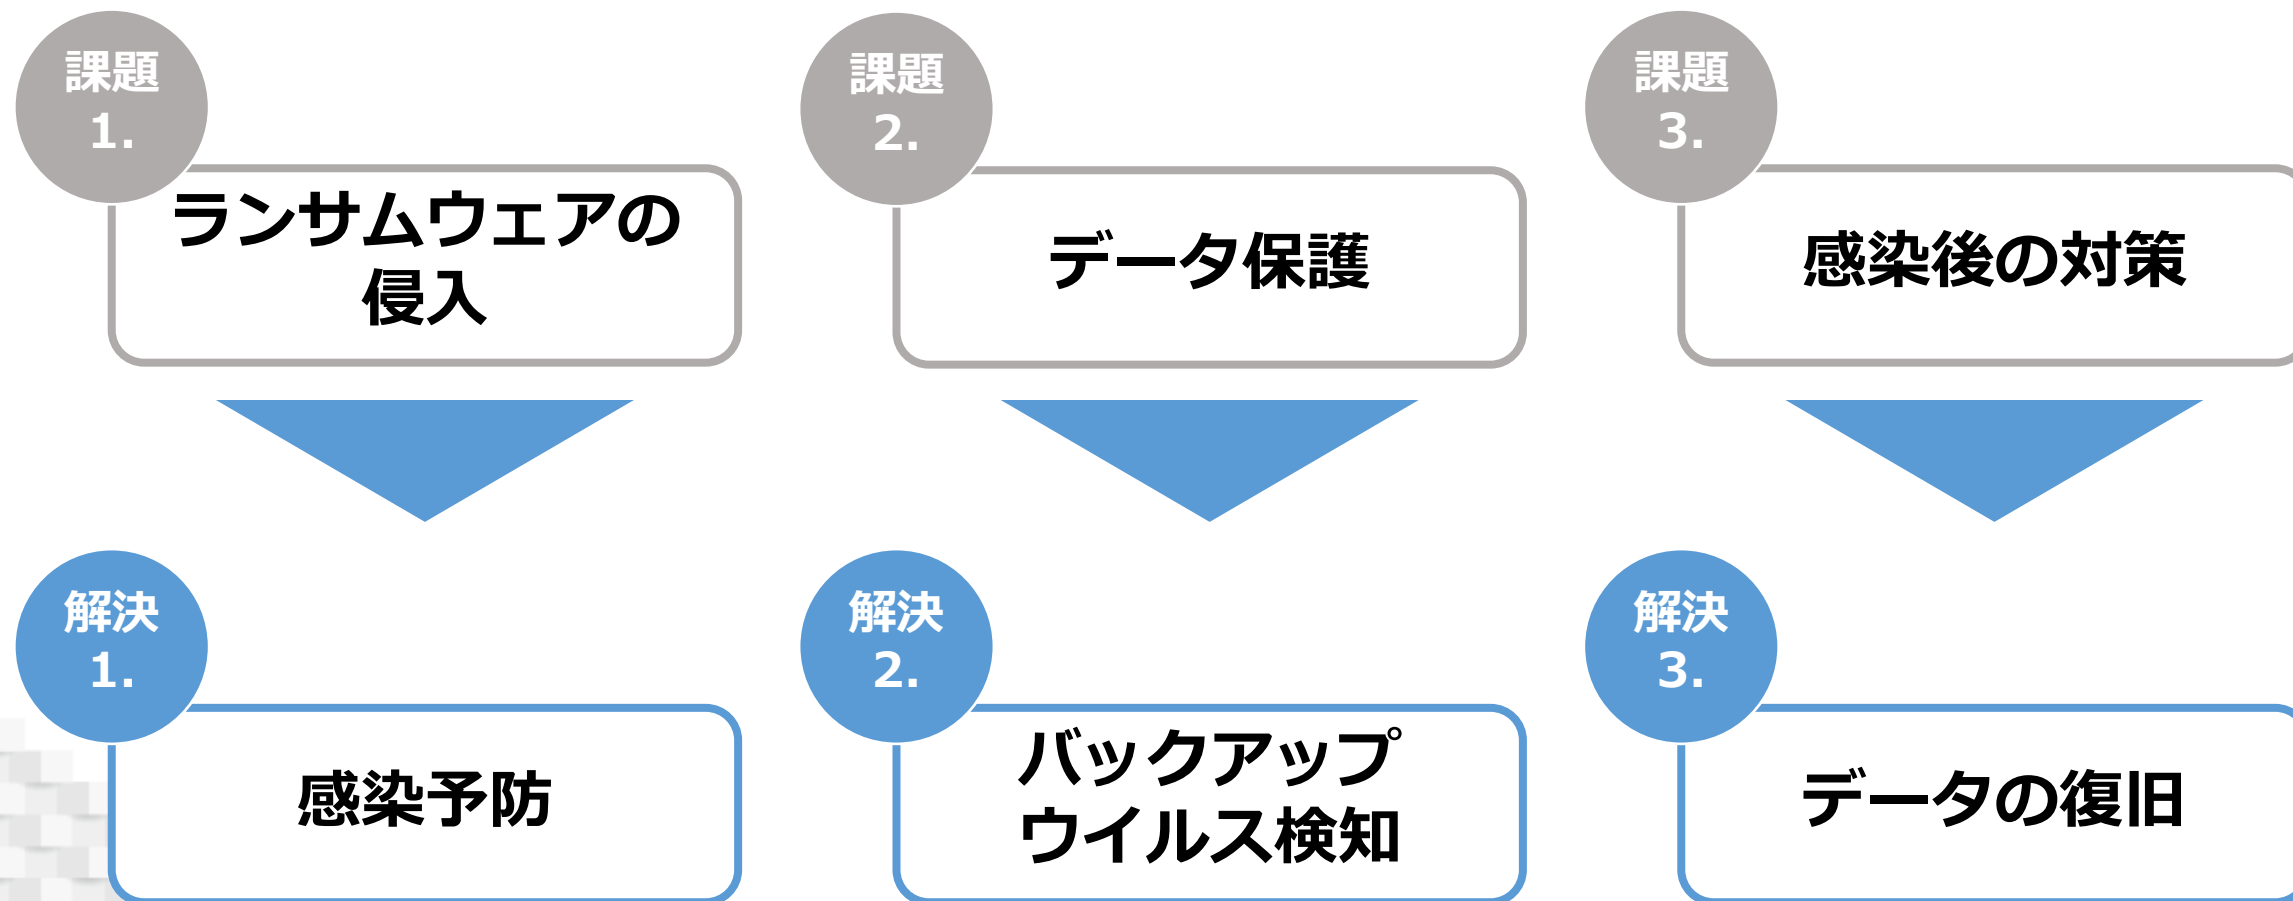 課題
1.
ランサムウェアの
侵入
課題
2.
データ保護
課題
3.
感染後の対策
解決
1.
感染予防
解決
2.
バックアップ
ウイルス検知
解決
3.
データの復旧